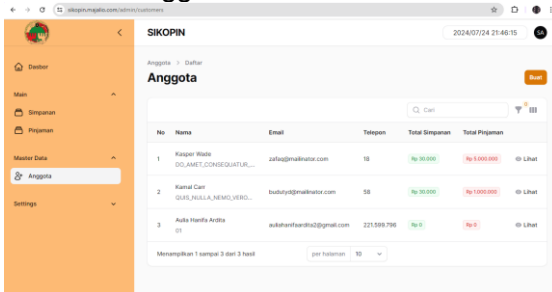 sikopin.majatis.com/admin/customers
SIKOPIN
2024/07/24 21:46:15
SA
Dasbor
Main
Simpanan
Pinjaman
Master Data
Anggota
Settings
Anggota > Daftar
Anggota
Buat
Cari
No Nama Email Telepon Total Simpanan Total Pinjaman
1 Kasper Wade zafaq@mailinator.com 18 Rp 30.000 Rp 3.000.000 Lihat
DO_AMET_CONSEQUATUR_...
2 Kamal Carr budutyd@mailinator.com 58 Rp 30.000 Rp 1.000.000 Lihat
QUIS_NULLA_NEMO_VERO_...
3 Aulia Hanifa Ardita auliahanifaardita2@gmail.com 221.599.796 Rp 0 Rp 0 Lihat
01
Menampilkan 1 sampai 3 dari 3 hasil
per halaman 10